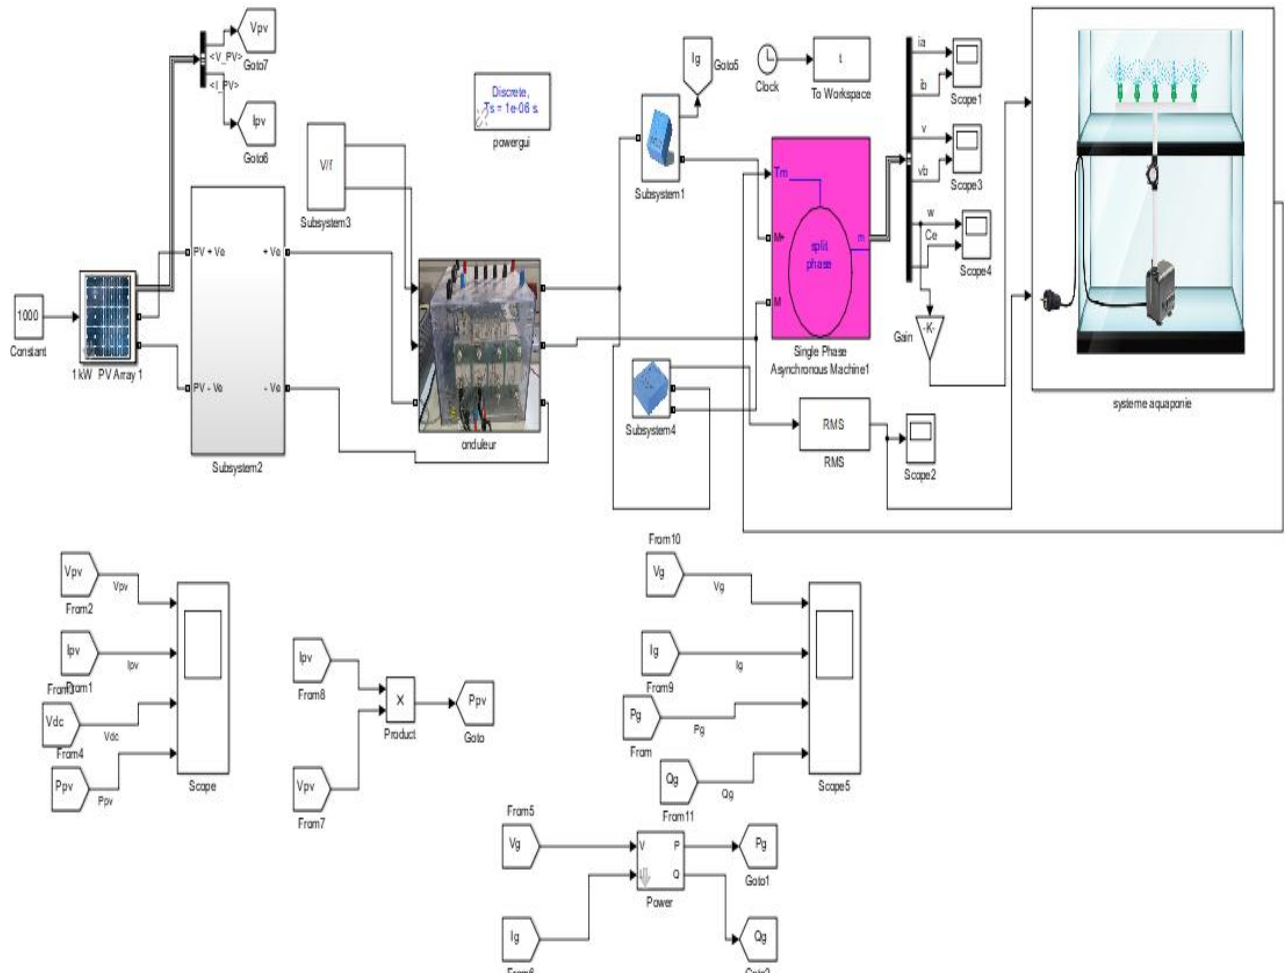 Vpv
Goto7
<V_PV>
<I_PV>
Ipv
Goto6
Discrete,
Ts = 1e-06 s.
powergui
V/f
Subsystem3
Ig
Goto5
Subsystem1
Clock
t
To Workspace
ia
ib
Scope1
v
vb
Scope3
w
Ce
Scope4
Gain
-K-
Tm
M+
M
m
split
phase
Single Phase
Asynchronous Machine1
systeme aquaponie
1000
Constant
1 kW PV Array 1
PV + Ve
PV - Ve
+ Ve
- Ve
Subsystem2
onduleur
Subsystem4
RMS
RMS
Scope2
Vpv
Vpv
From2
Ipv
Ipv
From1
Vdc
Vdc
From4
Ppv
Ppv
Scope
Ipv
From8
Vpv
From7
X
Product
Ppv
Goto
From10
Vg
Vg
Ig
Ig
From9
Pg
Pg
From
Qg
Qg
From11
Scope5
From5
Vg
Ig
V
P
Q
Power
Pg
Goto1
Qg